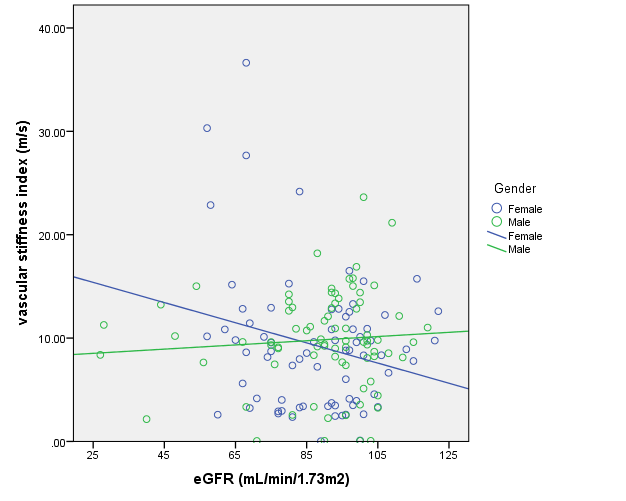 40.00
30.00
20.00
10.00
.00
vascular stiffness index (m/s)
25 45 65 85 105 125
eGFR (mL/min/1.73m2)
Gender
Female
Male
Female
Male